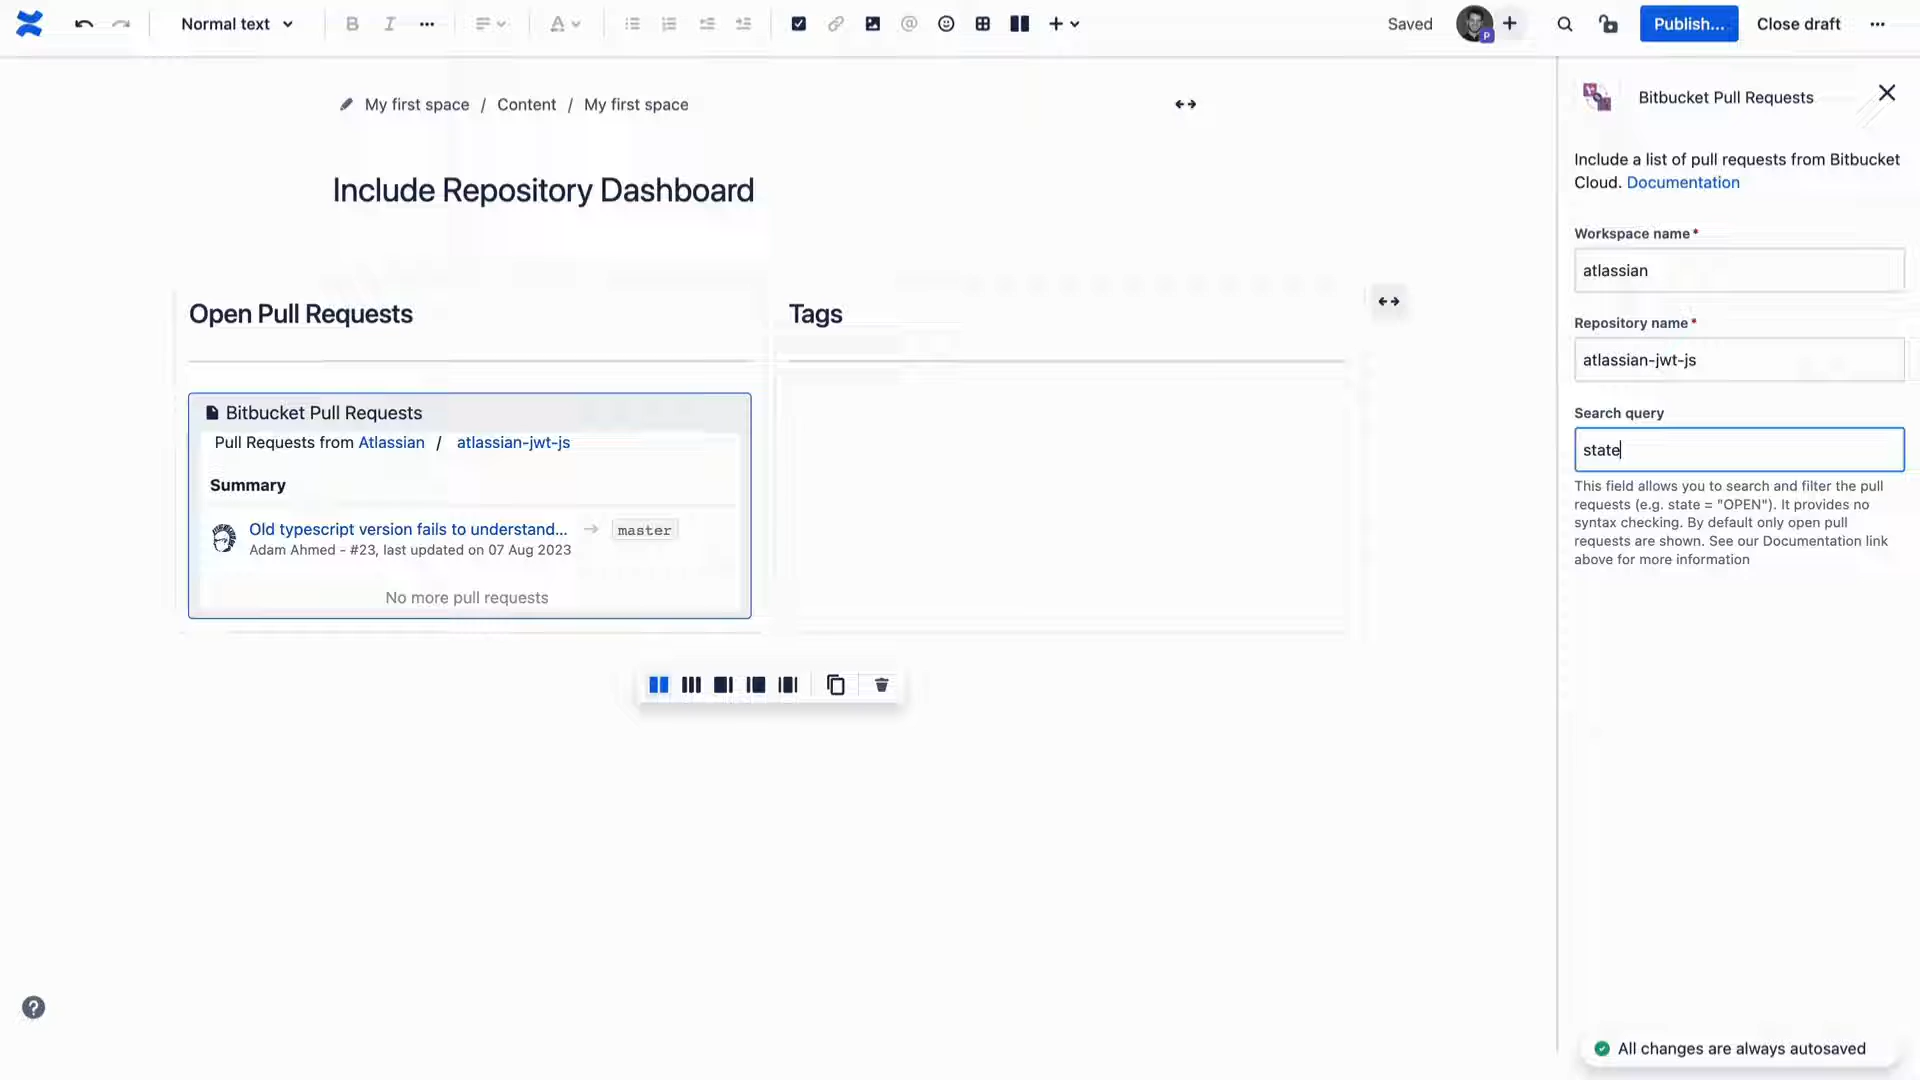 Normal text
B
I
A
@
Saved
P
Publish...
Close draft
My first space / Content / My first space
Include Repository Dashboard
Open Pull Requests
Bitbucket Pull Requests
Pull Requests from Atlassian / atlassian-jwt-js
Summary
Old typescript version fails to understand... → master
Adam Ahmed - #23, last updated on 07 Aug 2023
No more pull requests
Tags
Bitbucket Pull Requests
Include a list of pull requests from Bitbucket
Cloud. Documentation
Workspace name*
atlassian
Repository name*
atlassian-jwt-js
Search query
state
This field allows you to search and filter the pull
requests (e.g. state = "OPEN"). It provides no
syntax checking. By default only open pull
requests are shown. See our Documentation link
above for more information
?
All changes are always autosaved